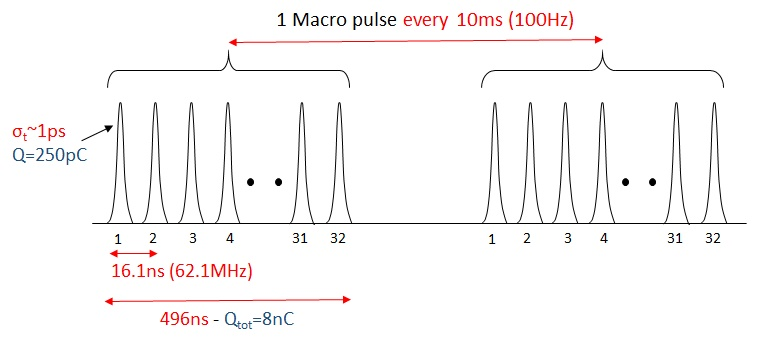 1 Macro pulse every 10ms (100Hz)
σt~1ps
Q=250pC
1 2 3 4 31 32 1 2 3 4 31 32
16.1ns (62.1MHz)
496ns - Qtot=8nC